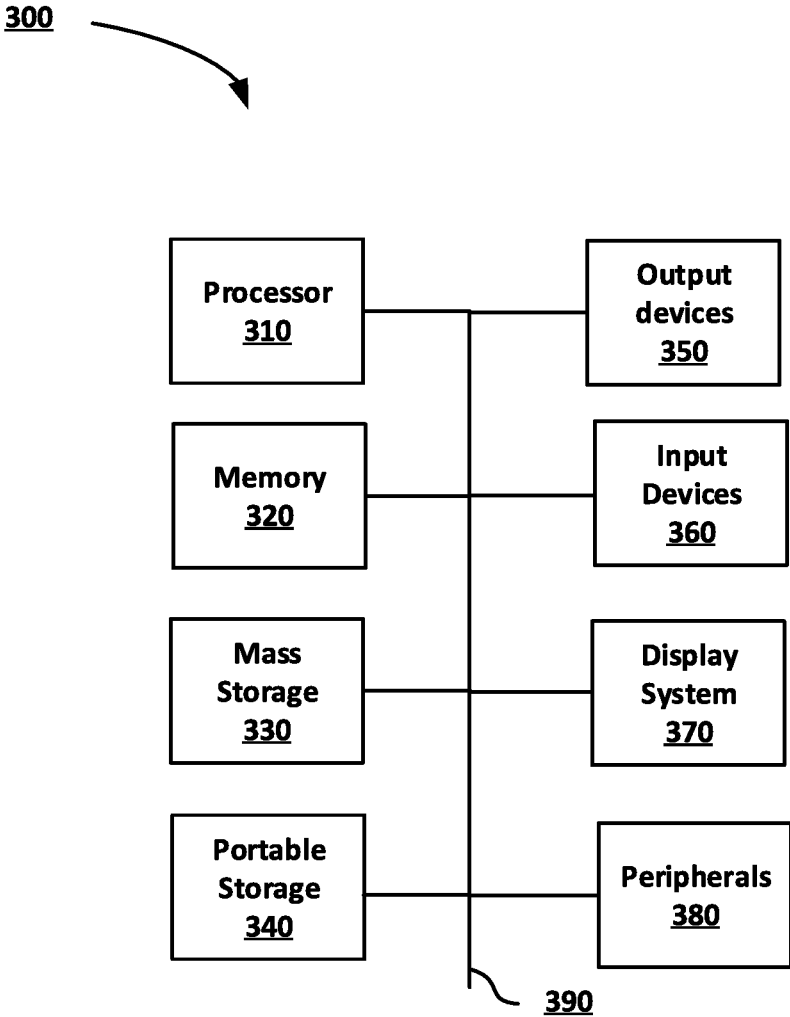 300
Processor
310
Output
devices
350
Memory
320
Input
Devices
360
Mass
Storage
330
Display
System
370
Portable
Storage
340
Peripherals
380
390